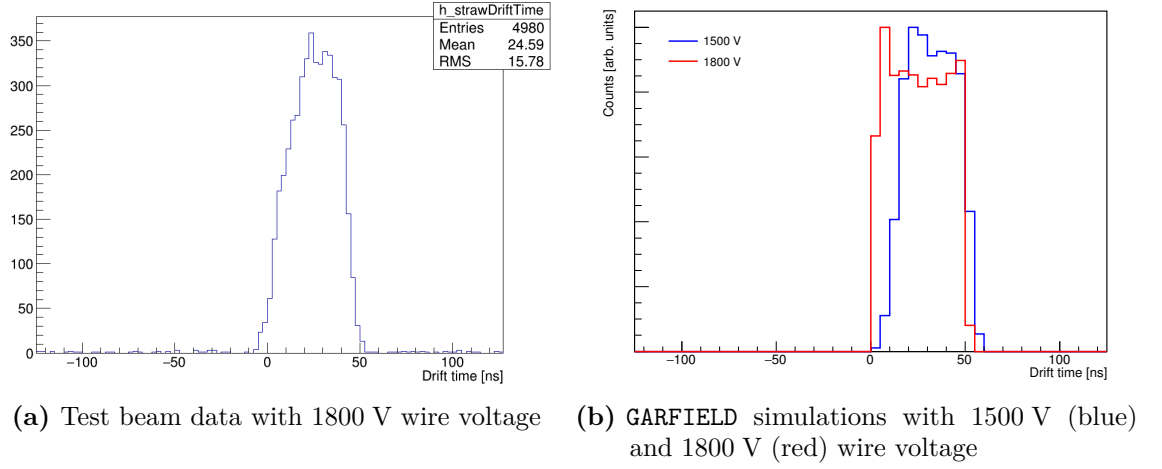 h_strawDriftTime
Entries 4980
Mean 24.59
RMS 15.78
350
300
250
200
150
100
50
0
−100 −50 0 50 100
Drift time [ns]
Counts [arb. units]
1500 V
1800 V
−100 −50 0 50 100
Drift time [ns]
(a) Test beam data with 1800 V wire voltage
(b) GARFIELD simulations with 1500 V (blue)
and 1800 V (red) wire voltage